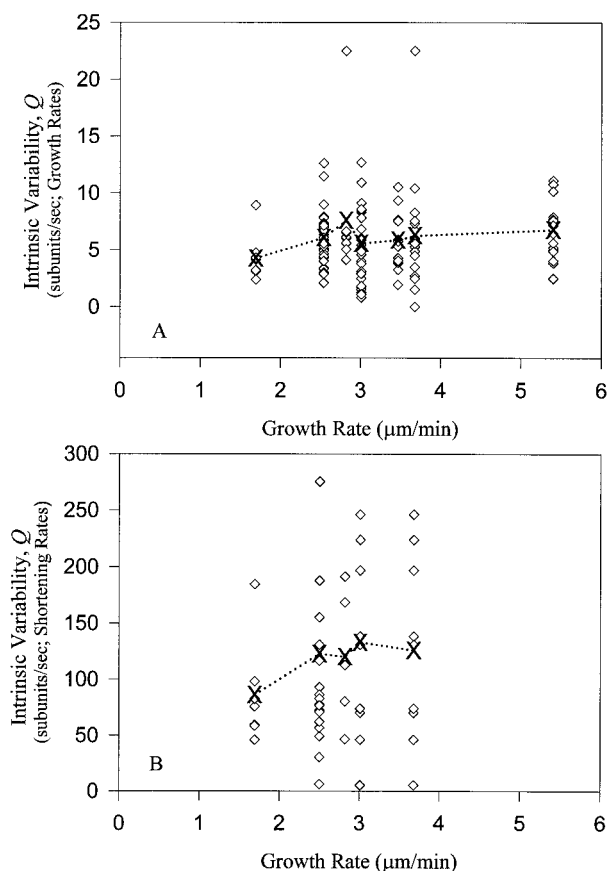 Intrinsic Variability, Q
(subunits/sec; Growth Rates)
25
20
15
10
5
0
A
0 1 2 3 4 5 6
Growth Rate (μm/min)
Intrinsic Variability, Q
(subunits/sec; Shortening Rates)
300
250
200
150
100
50
0
B
0 1 2 3 4 5 6
Growth Rate (μm/min)